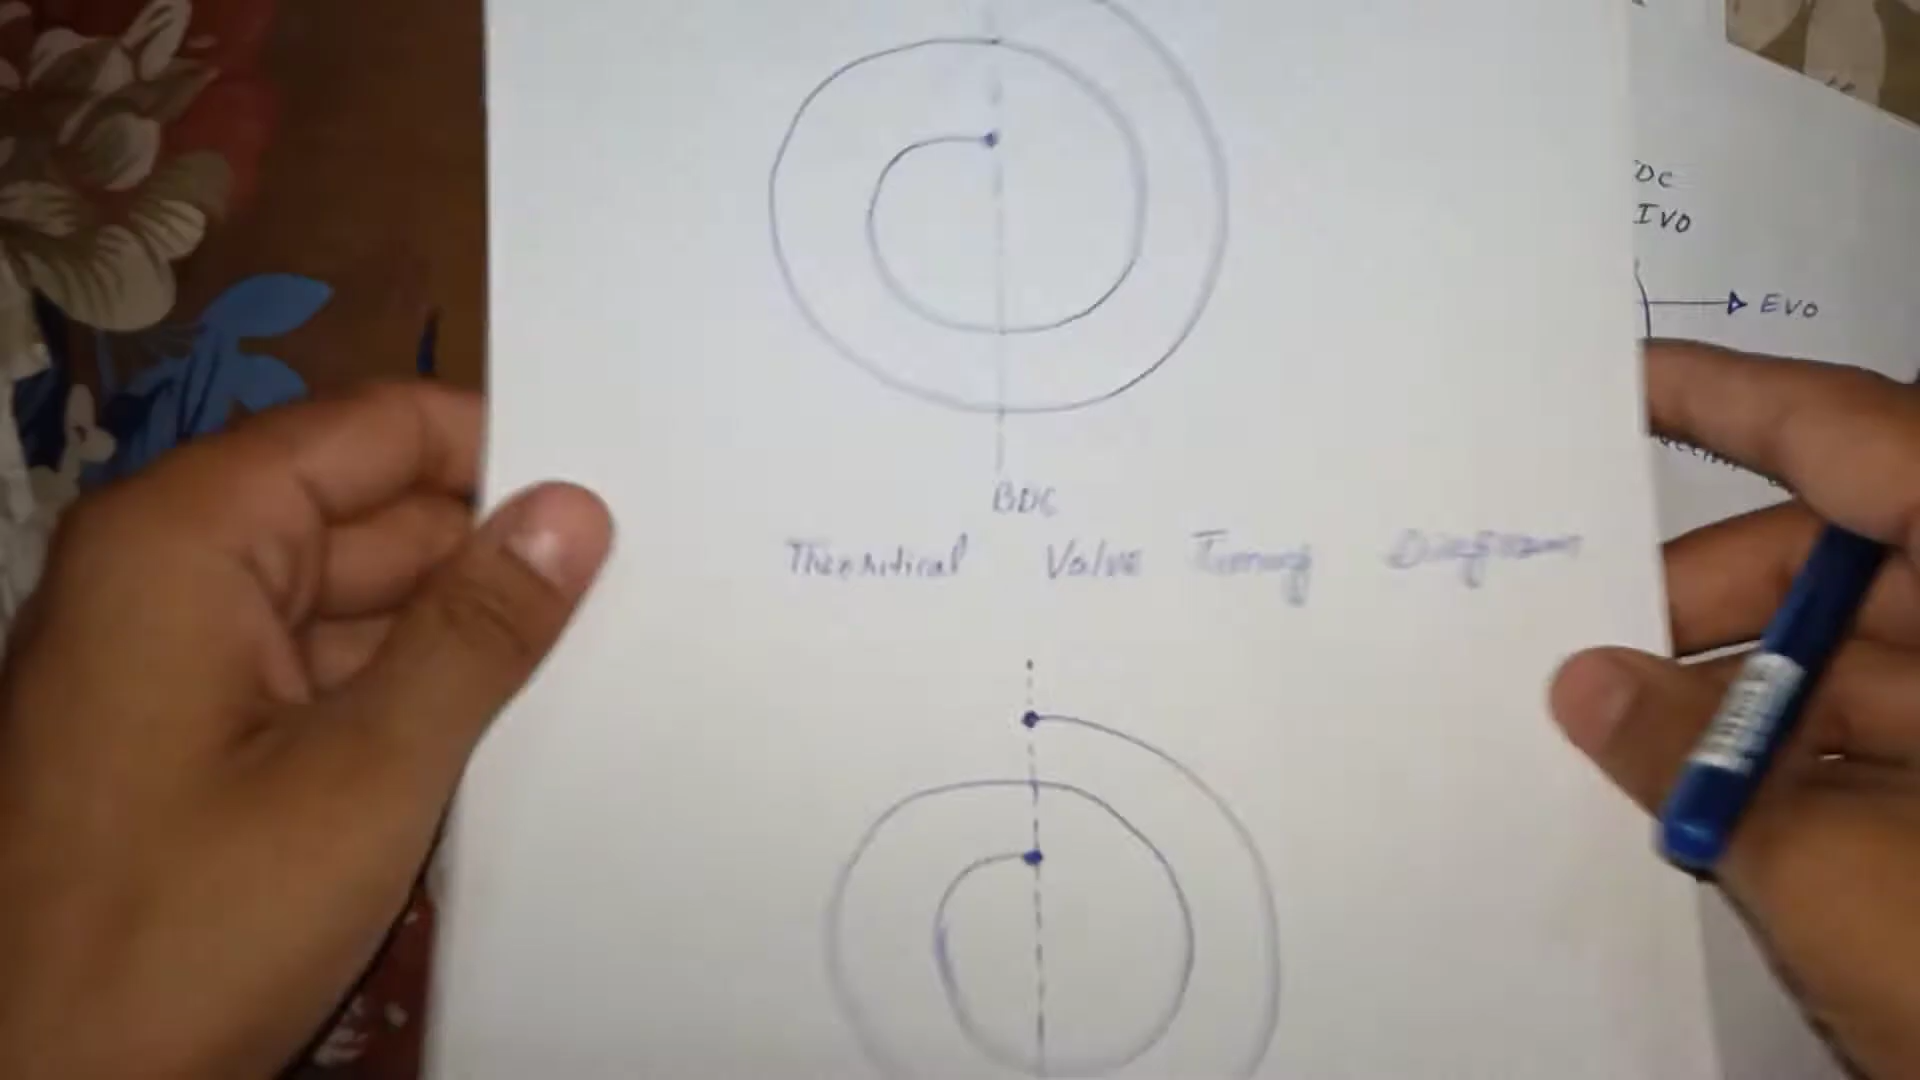 BDC
Theoritical Valve Timing Diagram
DC
IVO
EVO